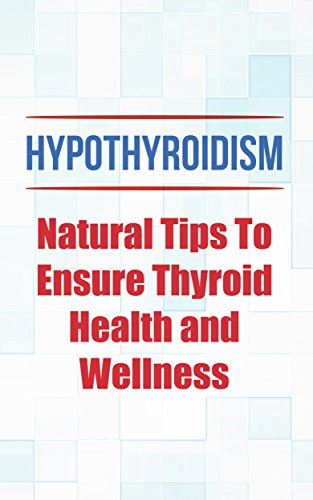 HYPOTHYROIDISM
Natural Tips To
Ensure Thyroid
Health and
Wellness